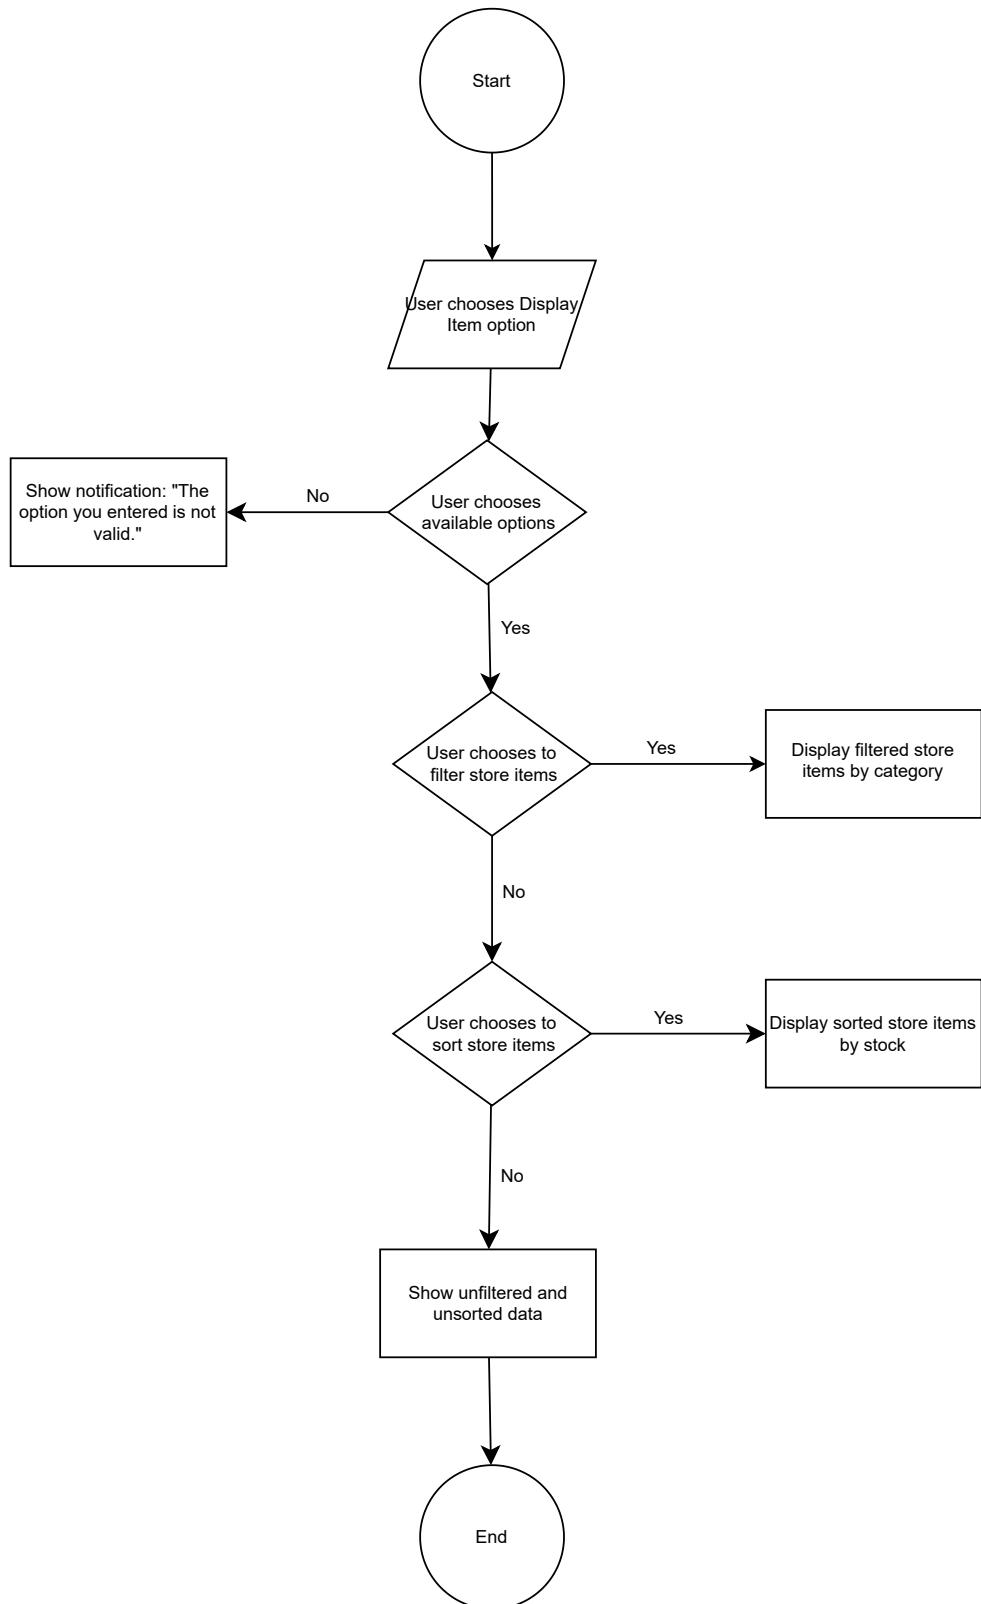 Start
User chooses Display
Item option
Show notification: "The
option you entered is not
valid."
No
User chooses
available options
Yes
User chooses to
filter store items
Yes
Display filtered store
items by category
No
User chooses to
sort store items
Yes
Display sorted store items
by stock
No
Show unfiltered and
unsorted data
End